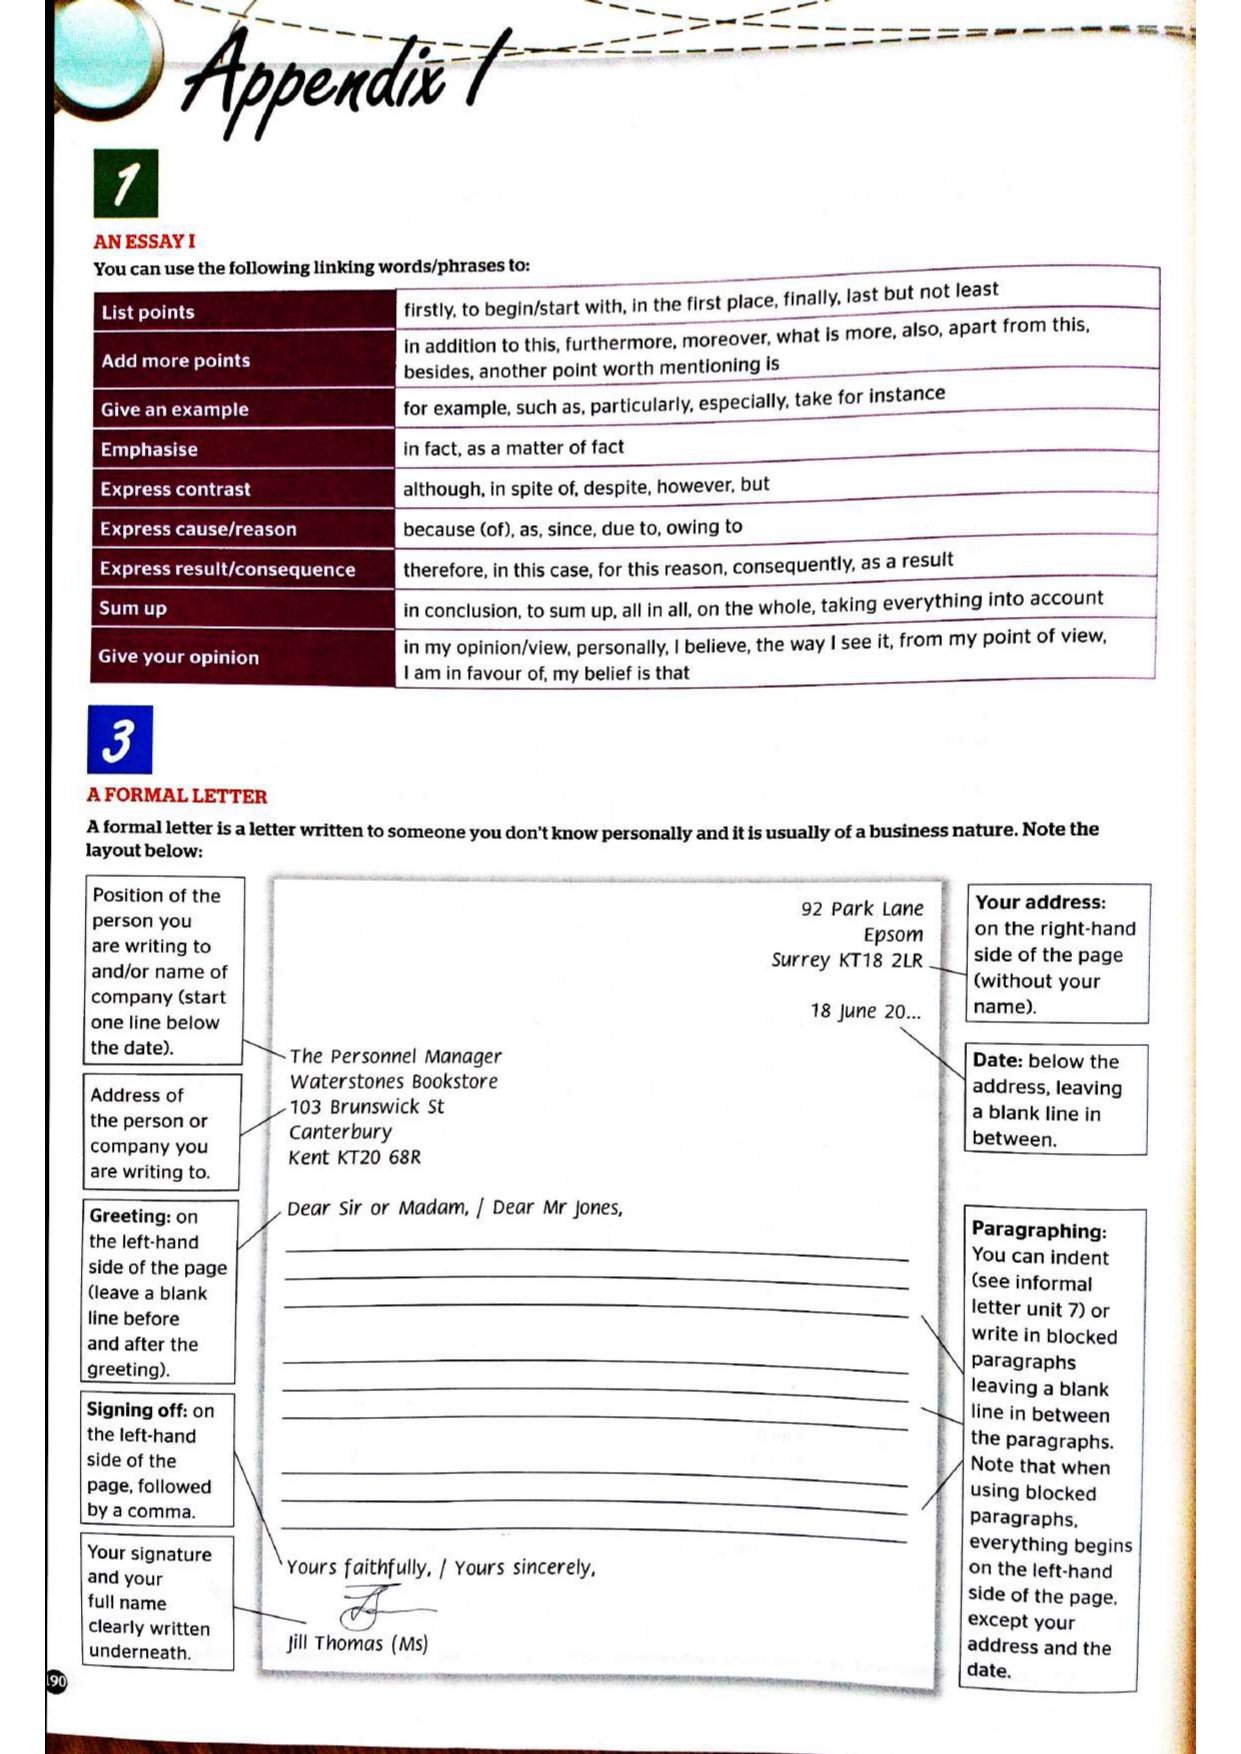 Appendix 1
1
AN ESSAY I
You can use the following linking words/phrases to:
List points
firstly, to begin/start with, in the first place, finally, last but not least
Add more points
in addition to this, furthermore, moreover, what is more, also, apart from this,
besides, another point worth mentioning is
Give an example
for example, such as, particularly, especially, take for instance
Emphasise
in fact, as a matter of fact
Express contrast
although, in spite of, despite, however, but
Express cause/reason
because (of), as, since, due to, owing to
Express result/consequence
therefore, in this case, for this reason, consequently, as a result
Sum up
in conclusion, to sum up, all in all, on the whole, taking everything into account
Give your opinion
in my opinion/view, personally, I believe, the way I see it, from my point of view,
I am in favour of, my belief is that
3
A FORMAL LETTER
A formal letter is a letter written to someone you don't know personally and it is usually of a business nature. Note the
layout below:
Position of the
person you
are writing to
and/or name of
company (start
one line below
the date).
Address of
the person or
company you
are writing to.
Greeting: on
the left-hand
side of the page
(leave a blank
line before
and after the
greeting).
Signing off: on
the left-hand
side of the
page, followed
by a comma.
Your signature
and your
full name
clearly written
underneath.
92 Park Lane
Epsom
Surrey KT18 2LR
18 June 20...
The Personnel Manager
Waterstones Bookstore
103 Brunswick St
Canterbury
Kent KT20 68R
Dear Sir or Madam, / Dear Mr Jones,
Yours faithfully, / Yours sincerely,
Jill Thomas (Ms)
Your address:
on the right-hand
side of the page
(without your
name).
Date: below the
address, leaving
a blank line in
between.
Paragraphing:
You can indent
(see informal
letter unit 7) or
write in blocked
paragraphs
leaving a blank
line in between
the paragraphs.
Note that when
using blocked
paragraphs,
everything begins
on the left-hand
side of the page,
except your
address and the
date.
190